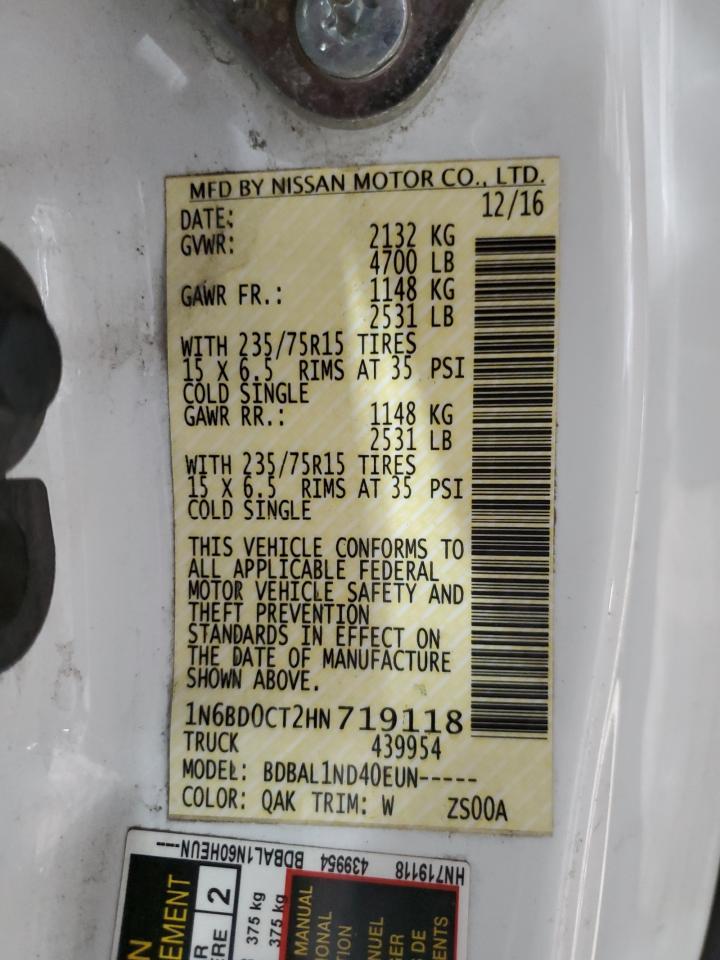 MFD BY NISSAN MOTOR CO., LTD.
DATE: 12/16
GVWR: 2132 KG
4700 LB
GAWR FR.: 1148 KG
2531 LB
WITH 235/75R15 TIRES
15 X 6.5 RIMS AT 35 PSI
COLD SINGLE
GAWR RR.: 1148 KG
2531 LB
WITH 235/75R15 TIRES
15 X 6.5 RIMS AT 35 PSI
COLD SINGLE
THIS VEHICLE CONFORMS TO
ALL APPLICABLE FEDERAL
MOTOR VEHICLE SAFETY AND
THEFT PREVENTION
STANDARDS IN EFFECT ON
THE DATE OF MANUFACTURE
SHOWN ABOVE.
1N6BD0CT2HN719118
TRUCK 439954
MODEL: BDBAL1ND40EUN-----
COLOR: QAK TRIM: W ZS00A
HN719118 439954 BDBAL1N60HEUN---
2
375 kg
375 kg
MANUAL